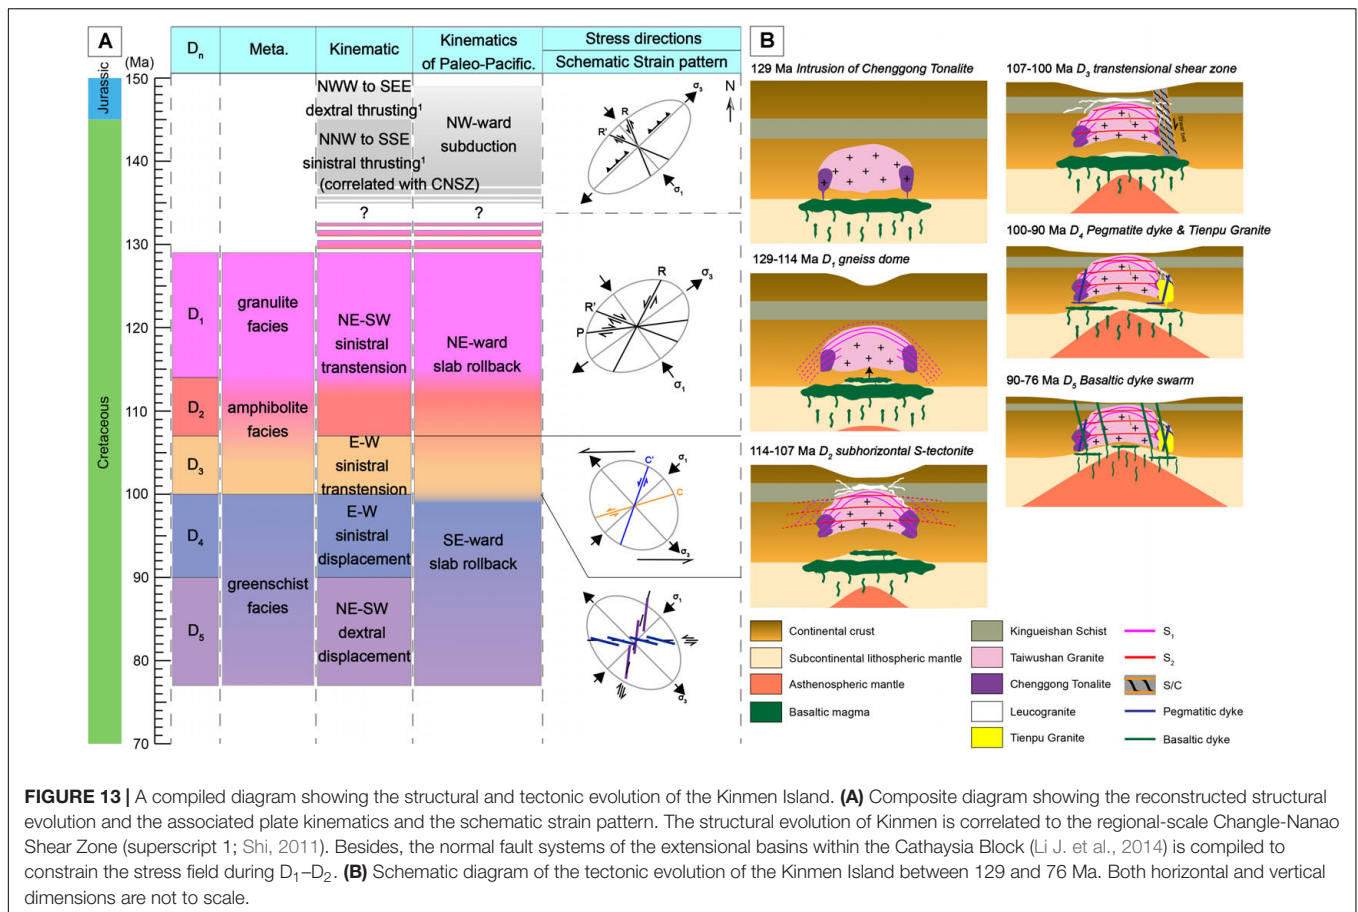 A
(Ma)
Dn
Meta.
Kinematic
Kinematics
of Paleo-Pacific.
Stress directions
Schematic Strain pattern
Jurassic
Cretaceous
150
140
130
120
110
100
90
80
70
NWW to SEE
dextral thrusting¹
NNW to SSE
sinistral thrusting¹
(correlated with CNSZ)
?
NW-ward
subduction
?
D1
D2
D3
D4
D5
granulite
facies
amphibolite
facies
greenschist
facies
NE-SW
sinistral
transtension
E-W
sinistral
transtension
E-W
sinistral
displacement
NE-SW
dextral
displacement
NE-ward
slab rollback
SE-ward
slab rollback
N
σ3
R
R'
σ1
R
σ3
R'
P
σ1
C'
σ1
C
σ3
σ1
σ3
B
129 Ma Intrusion of Chenggong Tonalite
129-114 Ma D1 gneiss dome
114-107 Ma D2 subhorizontal S-tectonite
107-100 Ma D3 transtensional shear zone
Shear belt
100-90 Ma D4 Pegmatite dyke & Tienpu Granite
90-76 Ma D5 Basaltic dyke swarm
Continental crust
Subcontinental lithospheric mantle
Asthenospheric mantle
Basaltic magma
Kingueishan Schist
Taiwushan Granite
Chenggong Tonalite
Leucogranite
Tienpu Granite
S1
S2
S/C
Pegmatitic dyke
Basaltic dyke
FIGURE 13 | A compiled diagram showing the structural and tectonic evolution of the Kinmen Island. (A) Composite diagram showing the reconstructed structural
evolution and the associated plate kinematics and the schematic strain pattern. The structural evolution of Kinmen is correlated to the regional-scale Changle-Nanao
Shear Zone (superscript 1; Shi, 2011). Besides, the normal fault systems of the extensional basins within the Cathaysia Block (Li J. et al., 2014) is compiled to
constrain the stress field during D1–D2. (B) Schematic diagram of the tectonic evolution of the Kinmen Island between 129 and 76 Ma. Both horizontal and vertical
dimensions are not to scale.